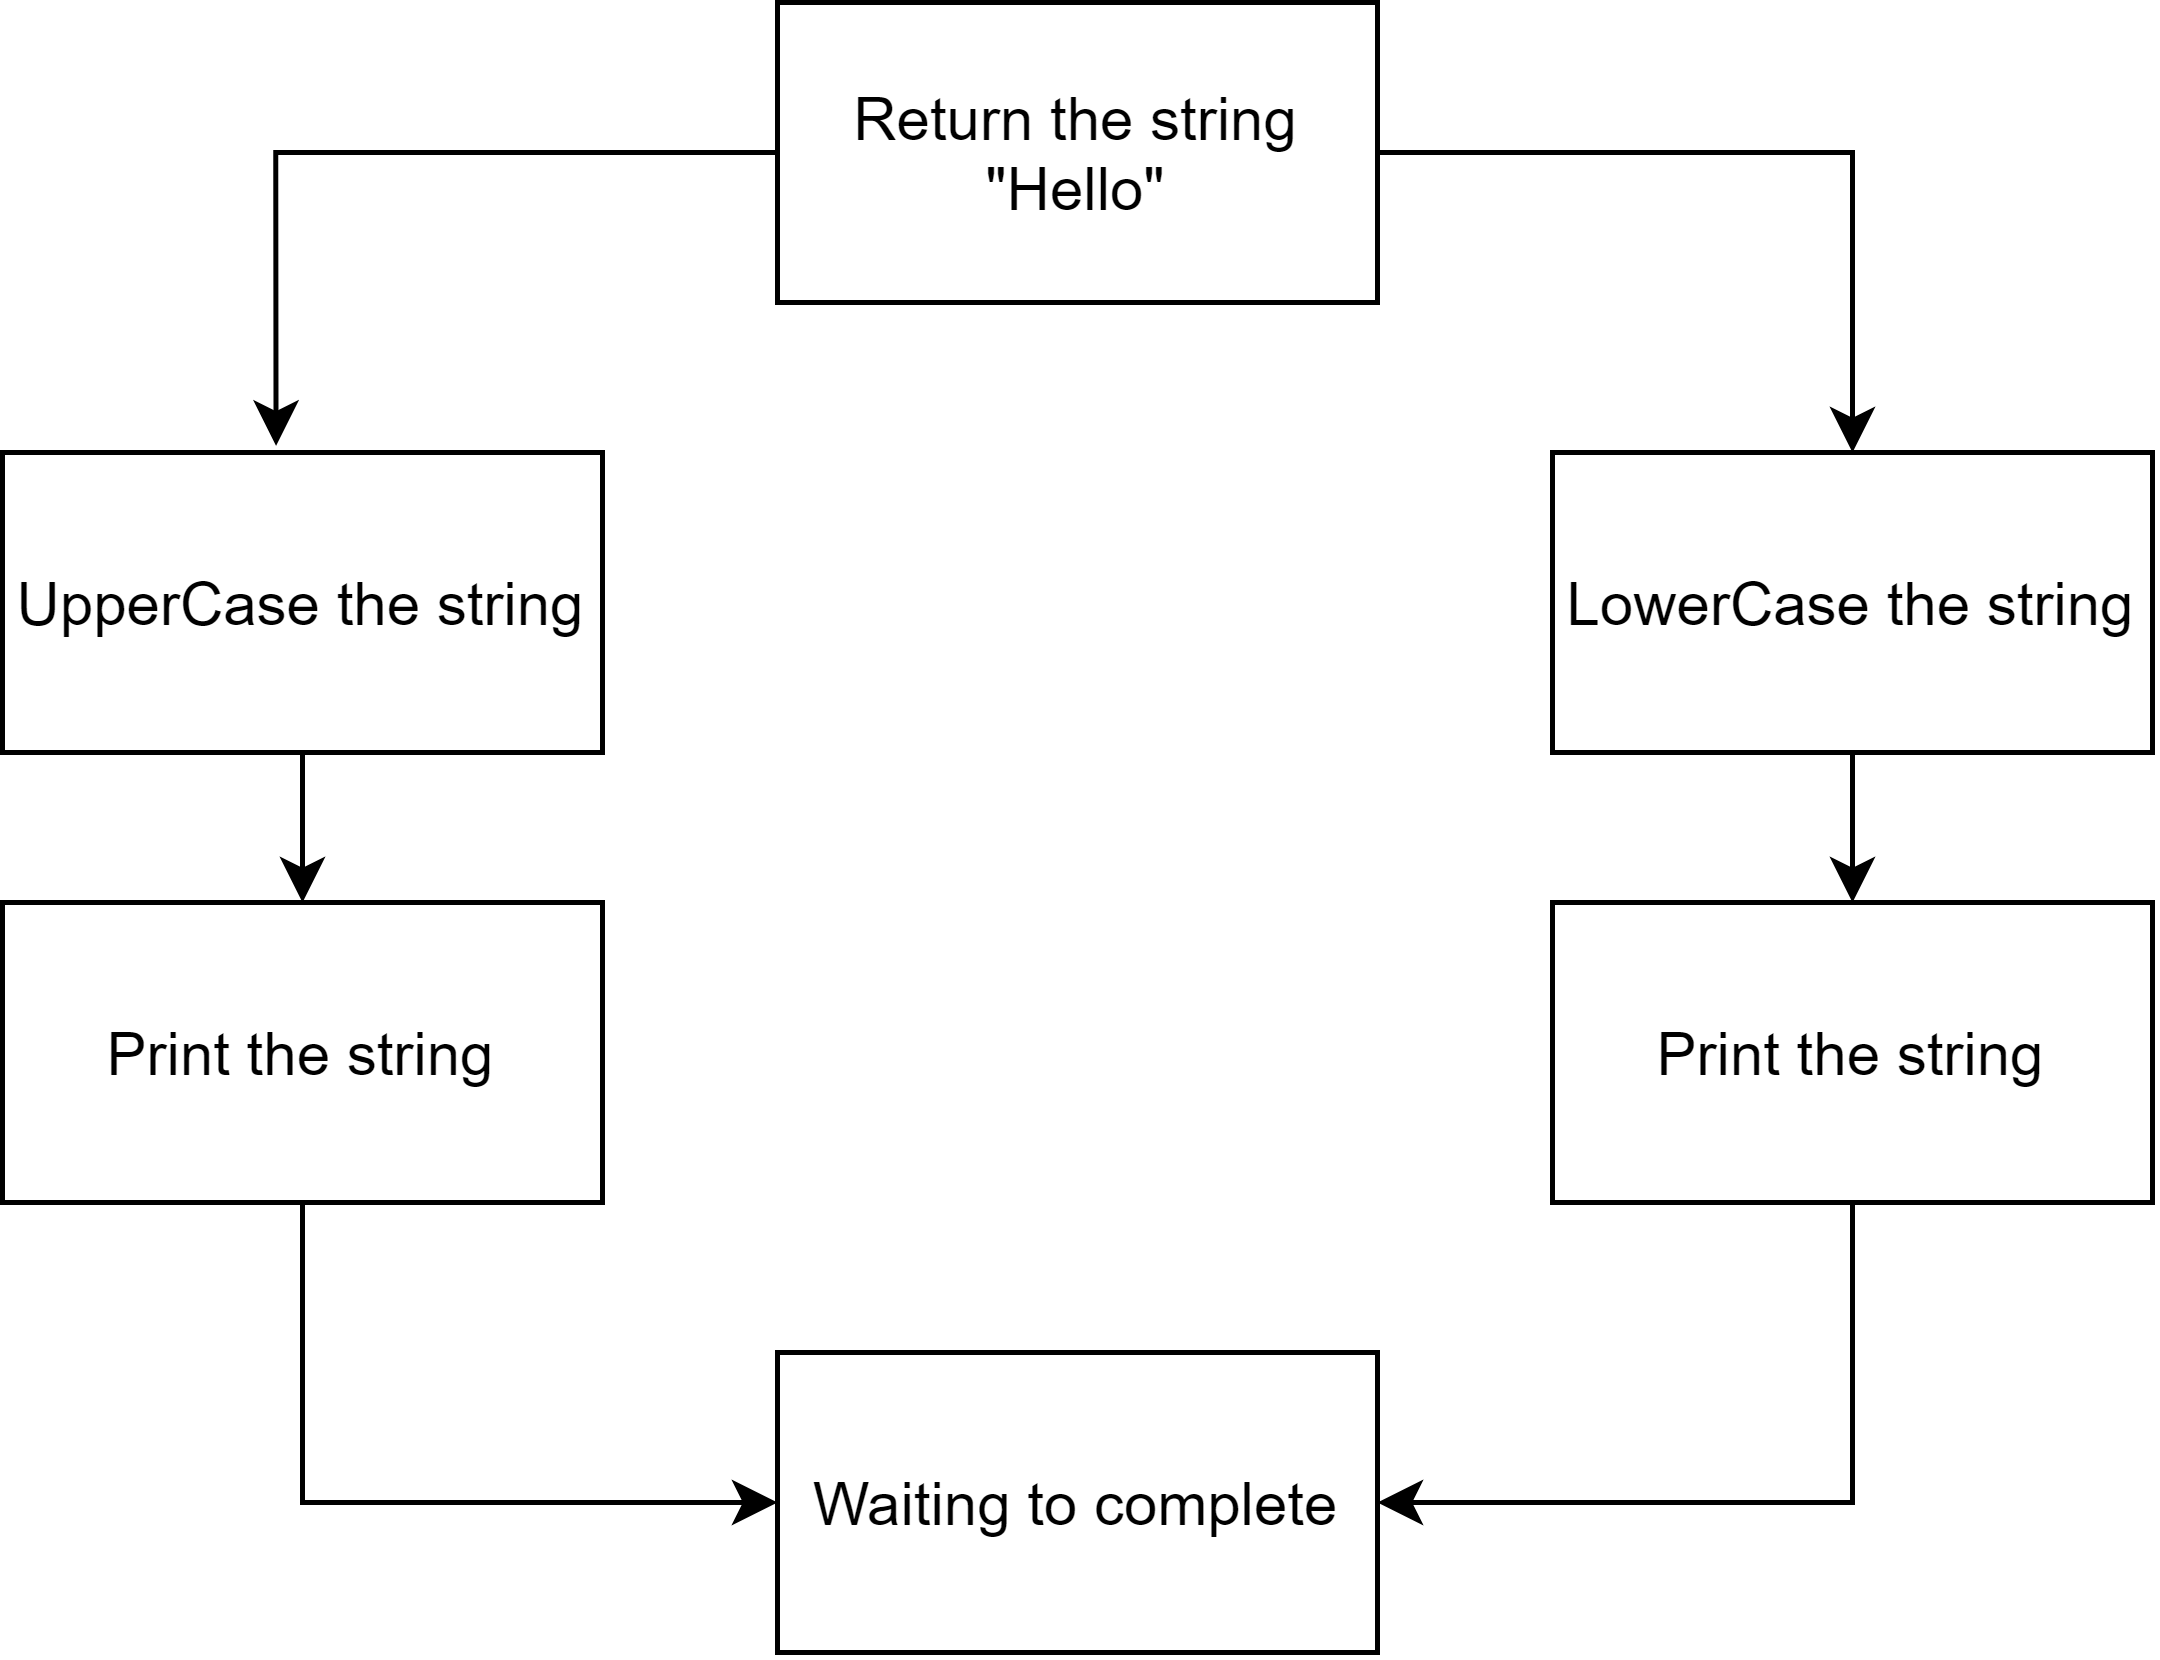 Return the string
"Hello"
UpperCase the string
LowerCase the string
Print the string
Print the string
Waiting to complete